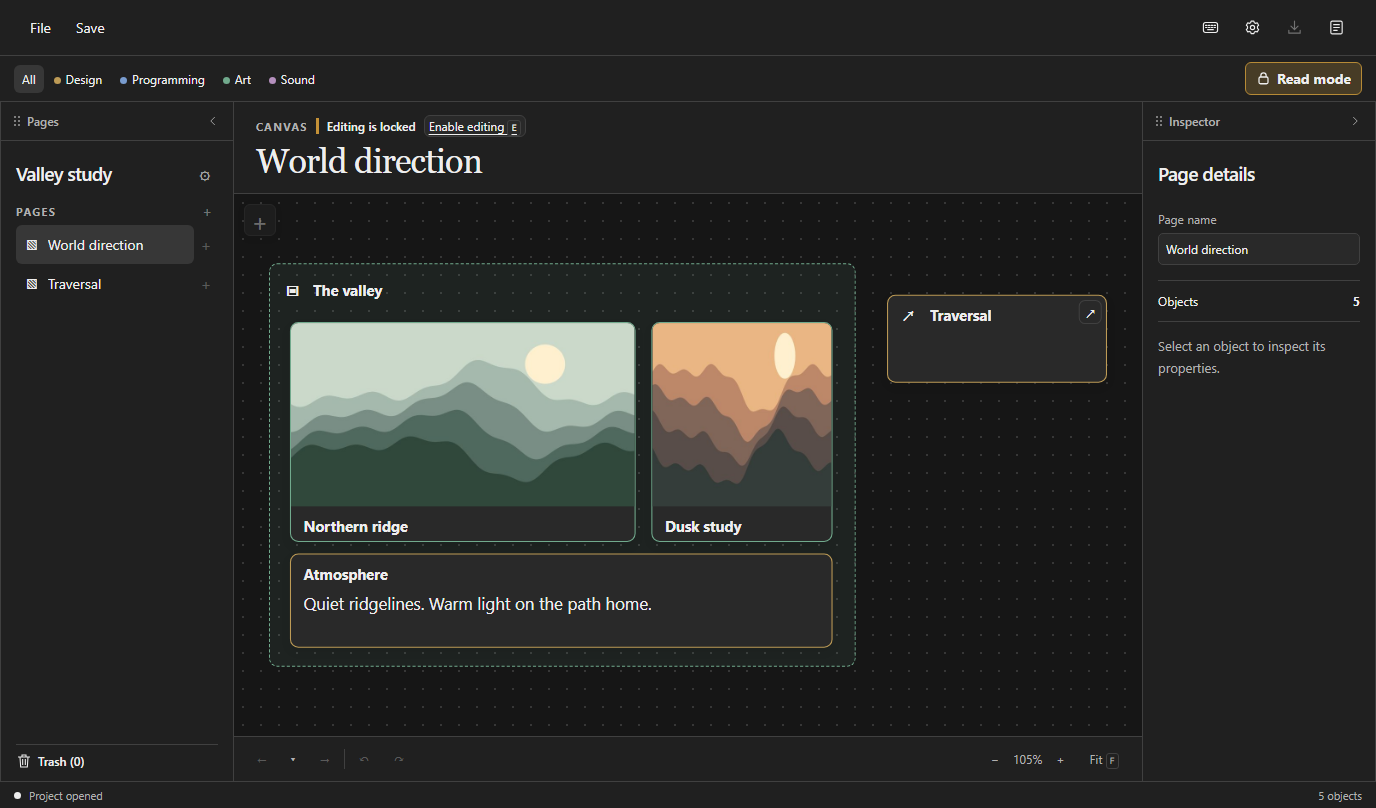 File Save
All Design Programming Art Sound
Read mode
Pages
Valley study
PAGES
World direction
Traversal
Trash (0)
CANVAS Editing is locked Enable editing E
World direction
The valley
Northern ridge
Dusk study
Atmosphere
Quiet ridgelines. Warm light on the path home.
Traversal
105% Fit F
Inspector
Page details
Page name
World direction
Objects 5
Select an object to inspect its
properties.
Project opened
5 objects